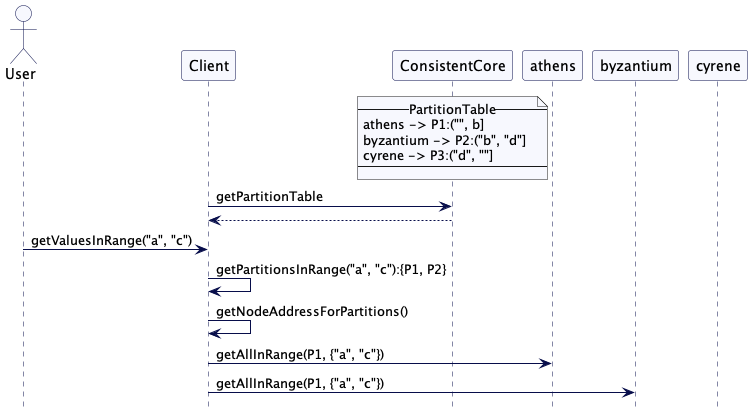 User
Client
ConsistentCore
athens
byzantium
cyrene
PartitionTable
athens -> P1:("", b]
byzantium -> P2:("b", "d"]
cyrene -> P3:("d", ""]
getPartitionTable
getValuesInRange("a", "c")
getPartitionsInRange("a", "c"):{P1, P2}
getNodeAddressForPartitions()
getAllInRange(P1, {"a", "c"})
getAllInRange(P1, {"a", "c"})